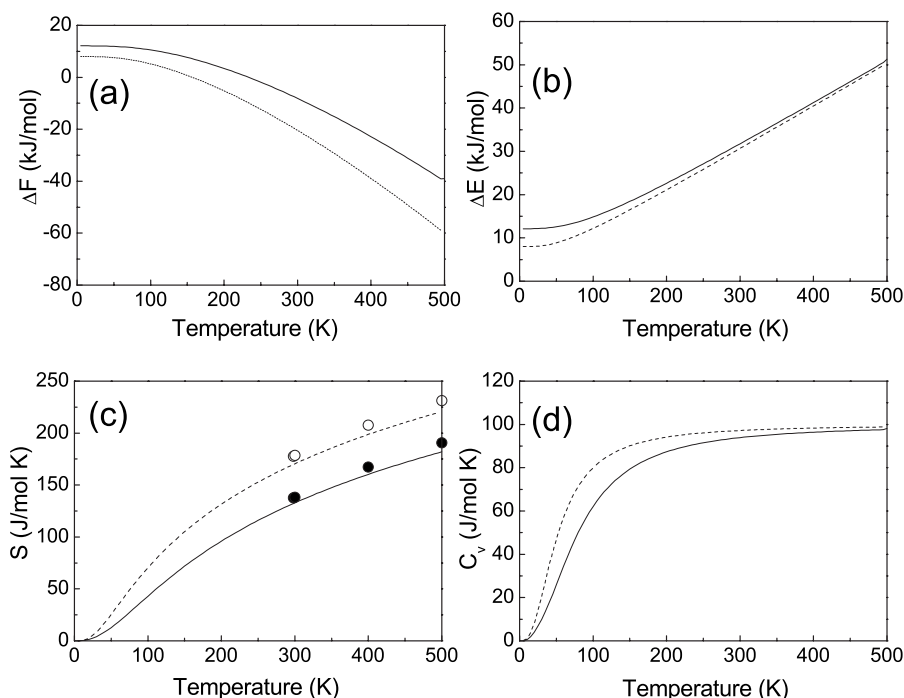 20
0
-20
-40
-60
-80
ΔF (kJ/mol)
(a)
0 100 200 300 400 500
Temperature (K)
60
50
40
30
20
10
0
ΔE (kJ/mol)
(b)
0 100 200 300 400 500
Temperature (K)
250
200
150
100
50
0
S (J/mol K)
(c)
0 100 200 300 400 500
Temperature (K)
120
100
80
60
40
20
0
Cv (J/mol K)
(d)
0 100 200 300 400 500
Temperature (K)